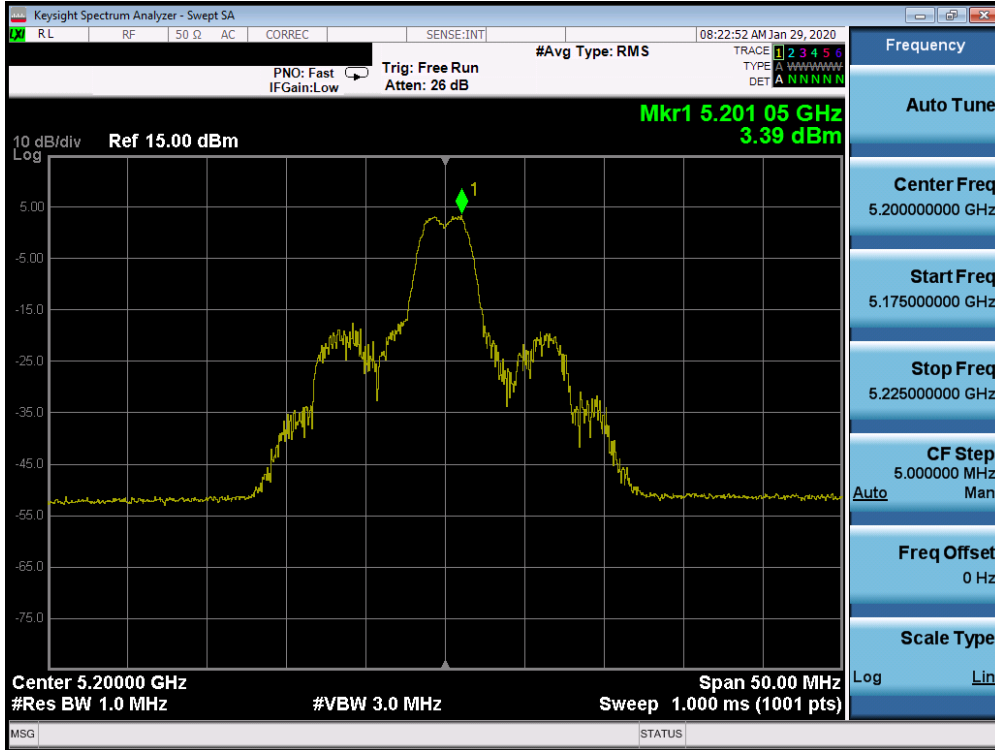 Keysight Spectrum Analyzer - Swept SA
LXI RL RF 50 Ω AC CORREC SENSE:INT 08:22:52 AM Jan 29, 2020
#Avg Type: RMS TRACE 1 2 3 4 5 6
PNO: Fast Trig: Free Run TYPE A WWWWW
IFGain:Low Atten: 26 dB DET A N N N N N
Mkr1 5.201 05 GHz
10 dB/div Ref 15.00 dBm 3.39 dBm
Log
1
5.00
-5.00
-15.0
-25.0
-35.0
-45.0
-55.0
-65.0
-75.0
Center 5.20000 GHz Span 50.00 MHz
#Res BW 1.0 MHz #VBW 3.0 MHz Sweep 1.000 ms (1001 pts)
MSG STATUS
Frequency
Auto Tune
Center Freq
5.200000000 GHz
Start Freq
5.175000000 GHz
Stop Freq
5.225000000 GHz
CF Step
5.000000 MHz
Auto Man
Freq Offset
0 Hz
Scale Type
Log Lin